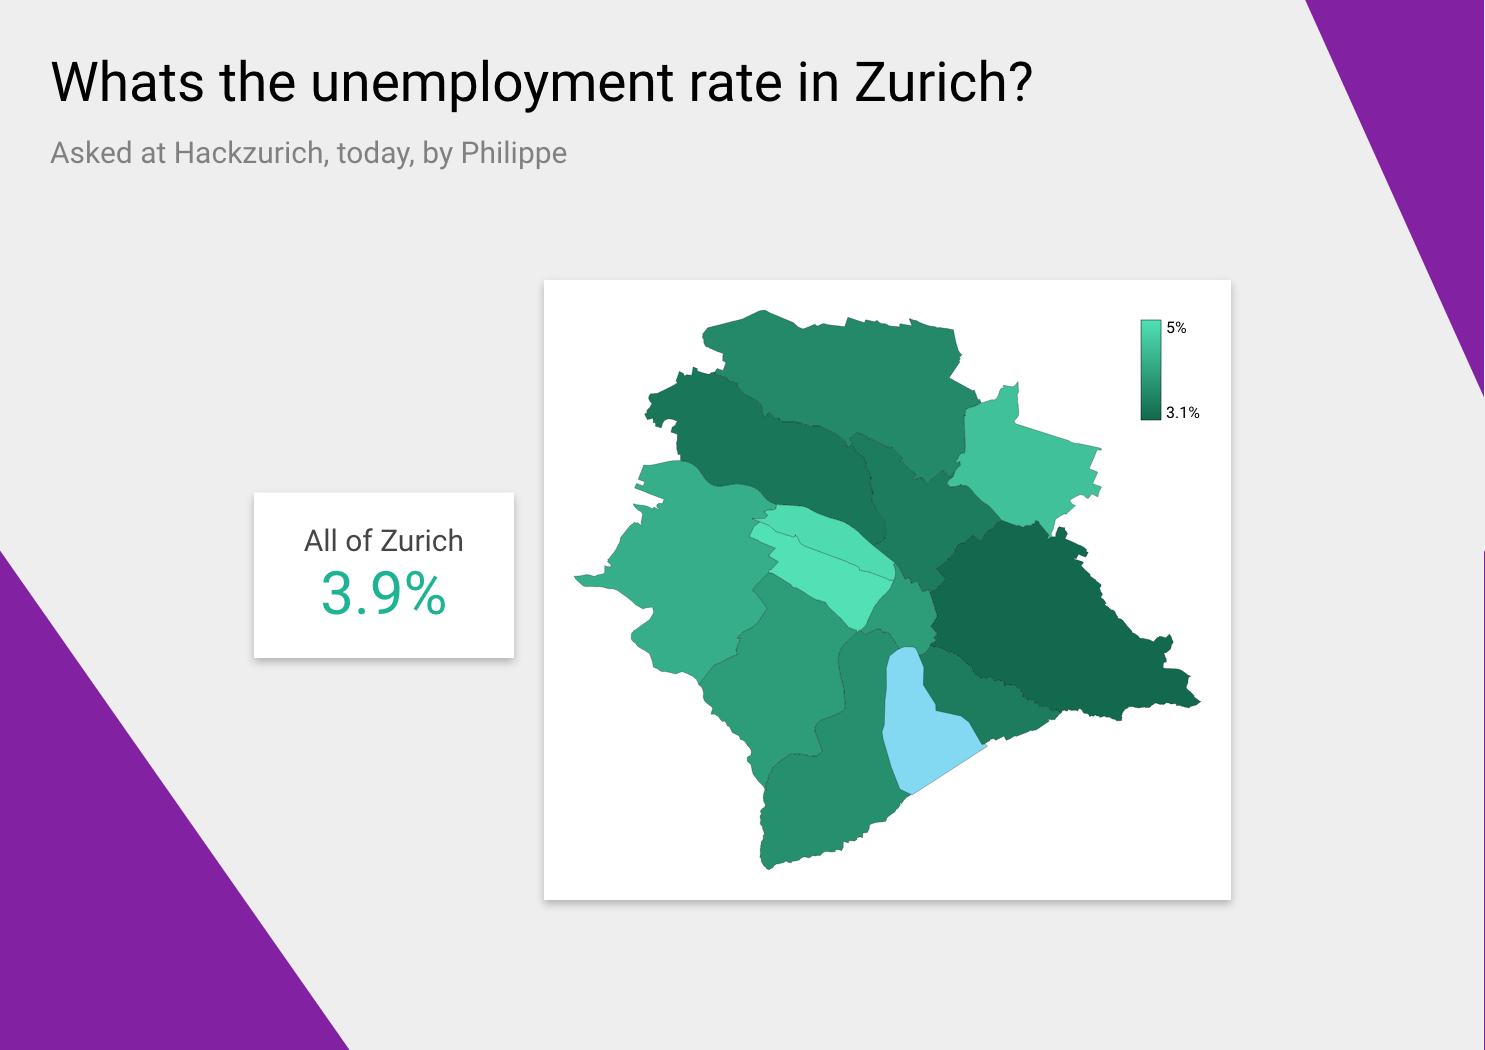 Whats the unemployment rate in Zurich?
Asked at Hackzurich, today, by Philippe
5%
3.1%
All of Zurich
3.9%